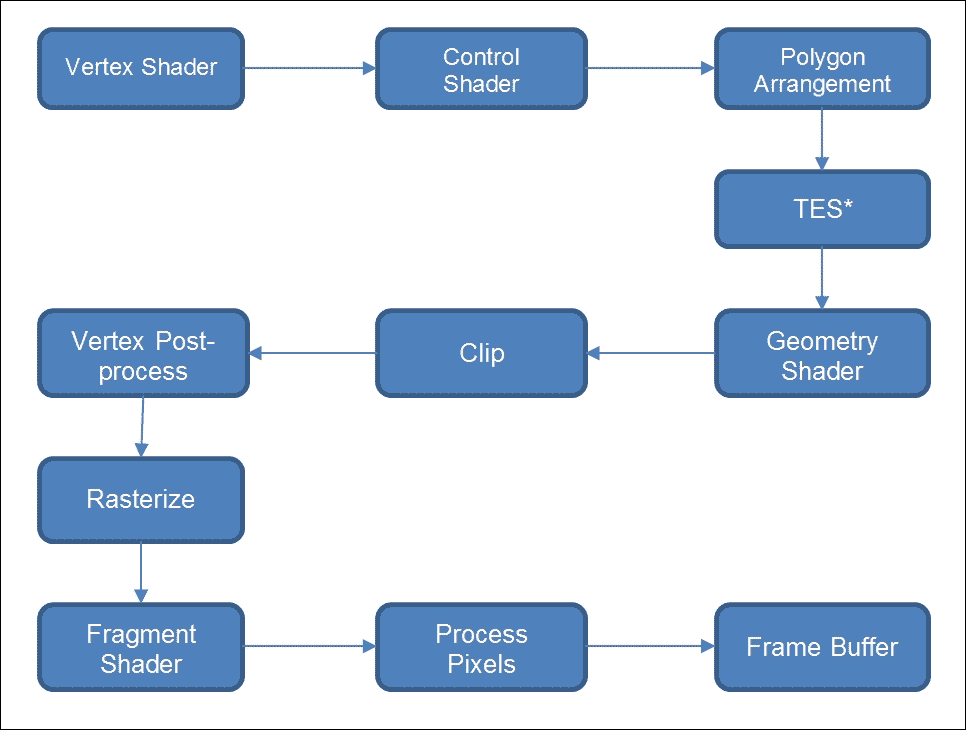 Vertex Shader
Control
Shader
Polygon
Arrangement
TES*
Geometry
Shader
Clip
Vertex Post-
process
Rasterize
Fragment
Shader
Process
Pixels
Frame Buffer